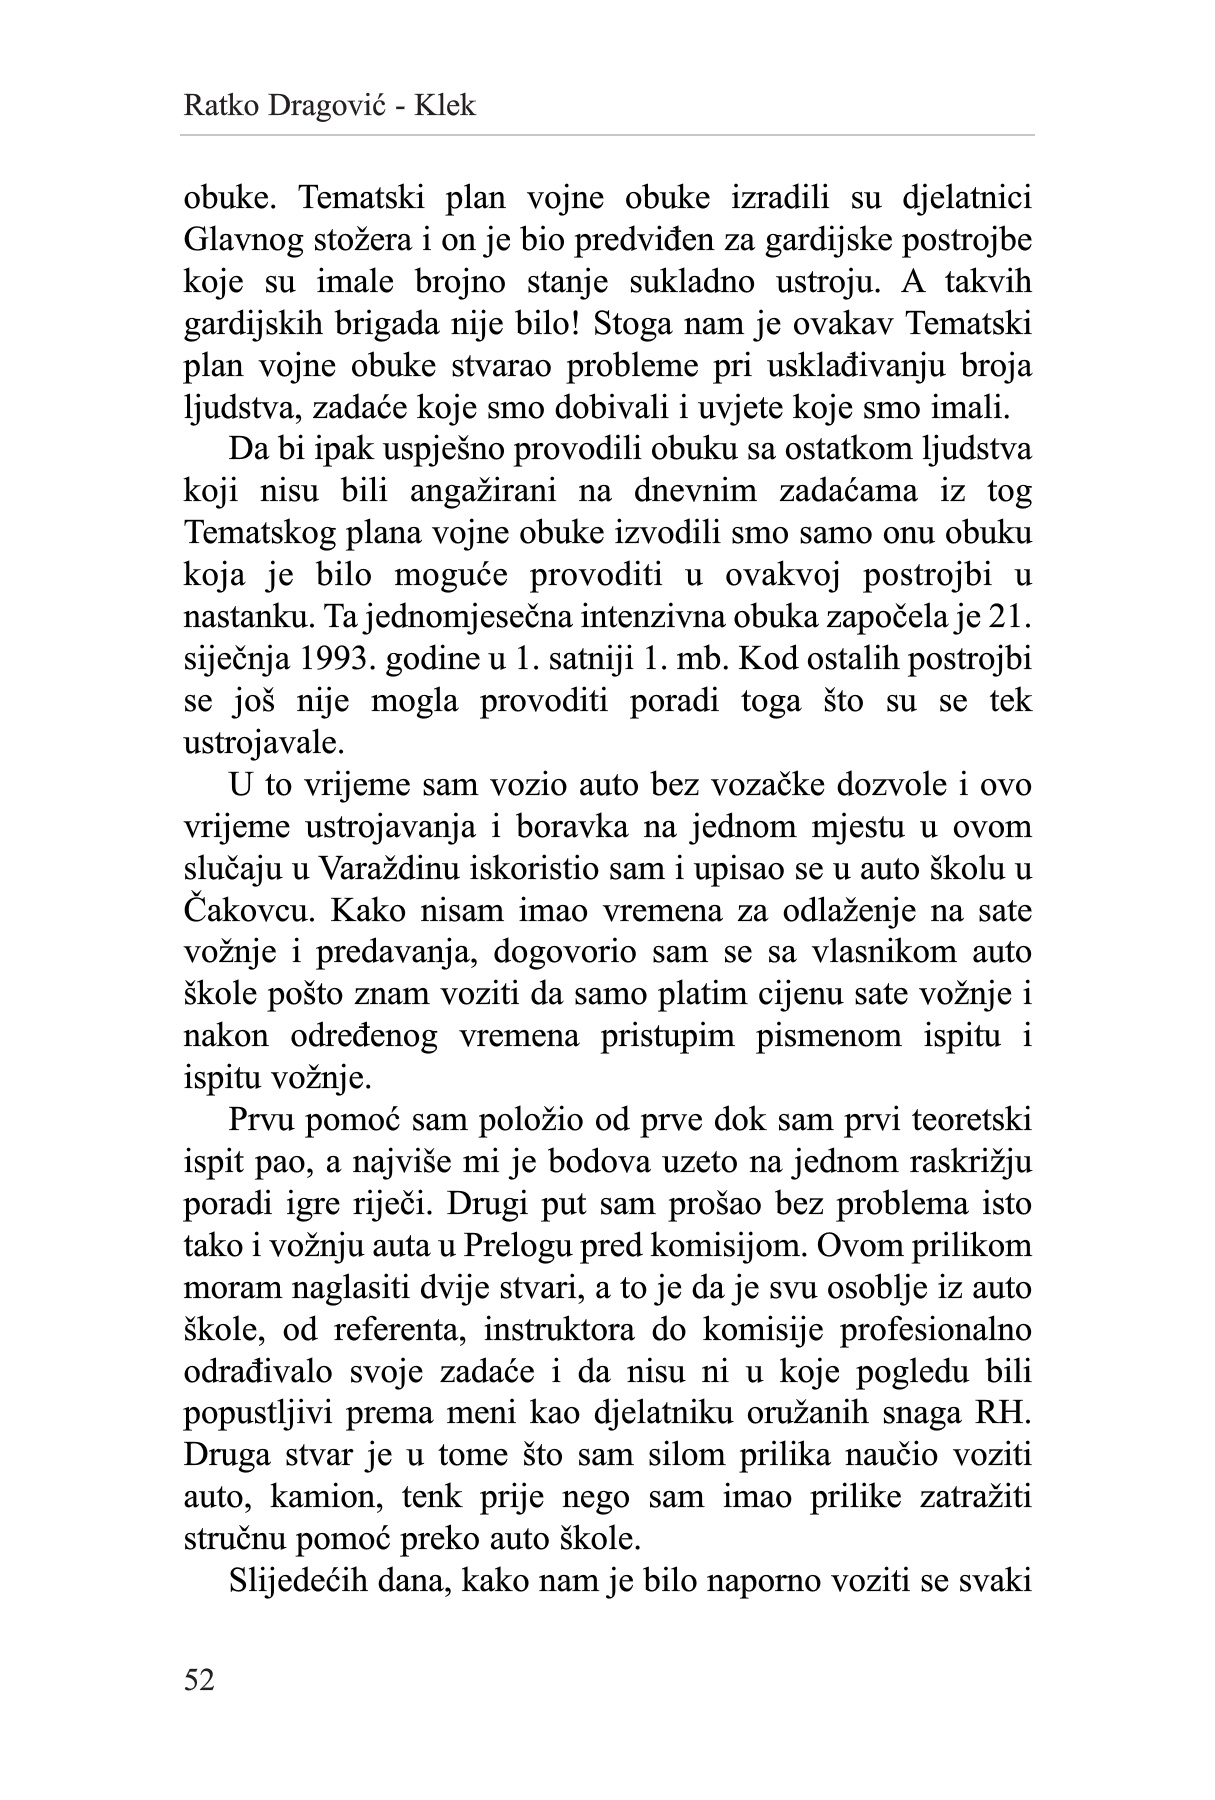 Ratko Dragović - Klek
obuke. Tematski plan vojne obuke izradili su djelatnici
Glavnog stožera i on je bio predviđen za gardijske postrojbe
koje su imale brojno stanje sukladno ustroju. A takvih
gardijskih brigada nije bilo! Stoga nam je ovakav Tematski
plan vojne obuke stvarao probleme pri usklađivanju broja
ljudstva, zadaće koje smo dobivali i uvjete koje smo imali.
Da bi ipak uspješno provodili obuku sa ostatkom ljudstva
koji nisu bili angažirani na dnevnim zadaćama iz tog
Tematskog plana vojne obuke izvodili smo samo onu obuku
koja je bilo moguće provoditi u ovakvoj postrojbi u
nastanku. Ta jednomjesečna intenzivna obuka započela je 21.
siječnja 1993. godine u 1. satniji 1. mb. Kod ostalih postrojbi
se još nije mogla provoditi poradi toga što su se tek
ustrojavale.
U to vrijeme sam vozio auto bez vozačke dozvole i ovo
vrijeme ustrojavanja i boravka na jednom mjestu u ovom
slučaju u Varaždinu iskoristio sam i upisao se u auto školu u
Čakovcu. Kako nisam imao vremena za odlaženje na sate
vožnje i predavanja, dogovorio sam se sa vlasnikom auto
škole pošto znam voziti da samo platim cijenu sate vožnje i
nakon određenog vremena pristupim pismenom ispitu i
ispitu vožnje.
Prvu pomoć sam položio od prve dok sam prvi teoretski
ispit pao, a najviše mi je bodova uzeto na jednom raskrižju
poradi igre riječi. Drugi put sam prošao bez problema isto
tako i vožnju auta u Prelogu pred komisijom. Ovom prilikom
moram naglasiti dvije stvari, a to je da je svu osoblje iz auto
škole, od referenta, instruktora do komisije profesionalno
odrađivalo svoje zadaće i da nisu ni u koje pogledu bili
popustljivi prema meni kao djelatniku oružanih snaga RH.
Druga stvar je u tome što sam silom prilika naučio voziti
auto, kamion, tenk prije nego sam imao prilike zatražiti
stručnu pomoć preko auto škole.
Slijedećih dana, kako nam je bilo naporno voziti se svaki
52